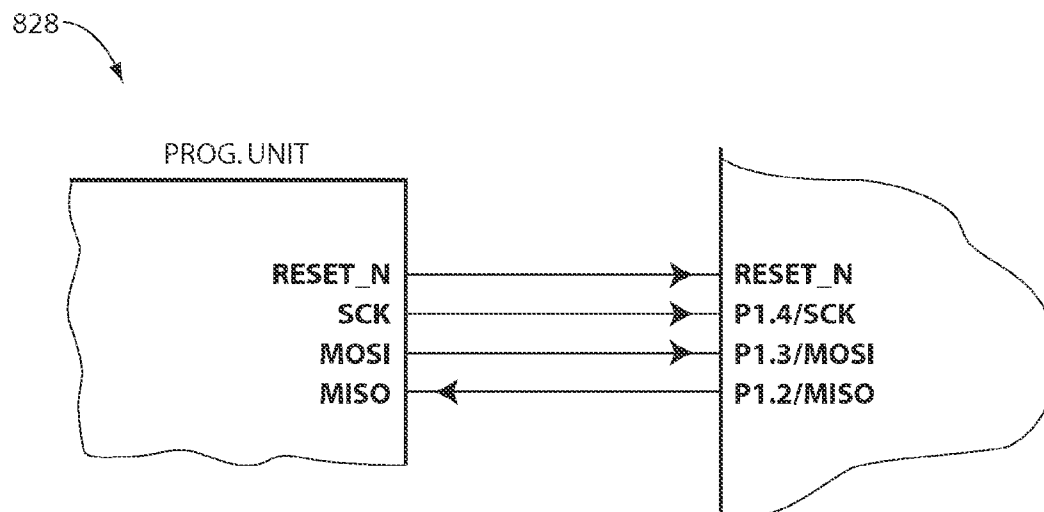 828
PROG. UNIT
RESET_N RESET_N
SCK P1.4/SCK
MOSI P1.3/MOSI
MISO P1.2/MISO